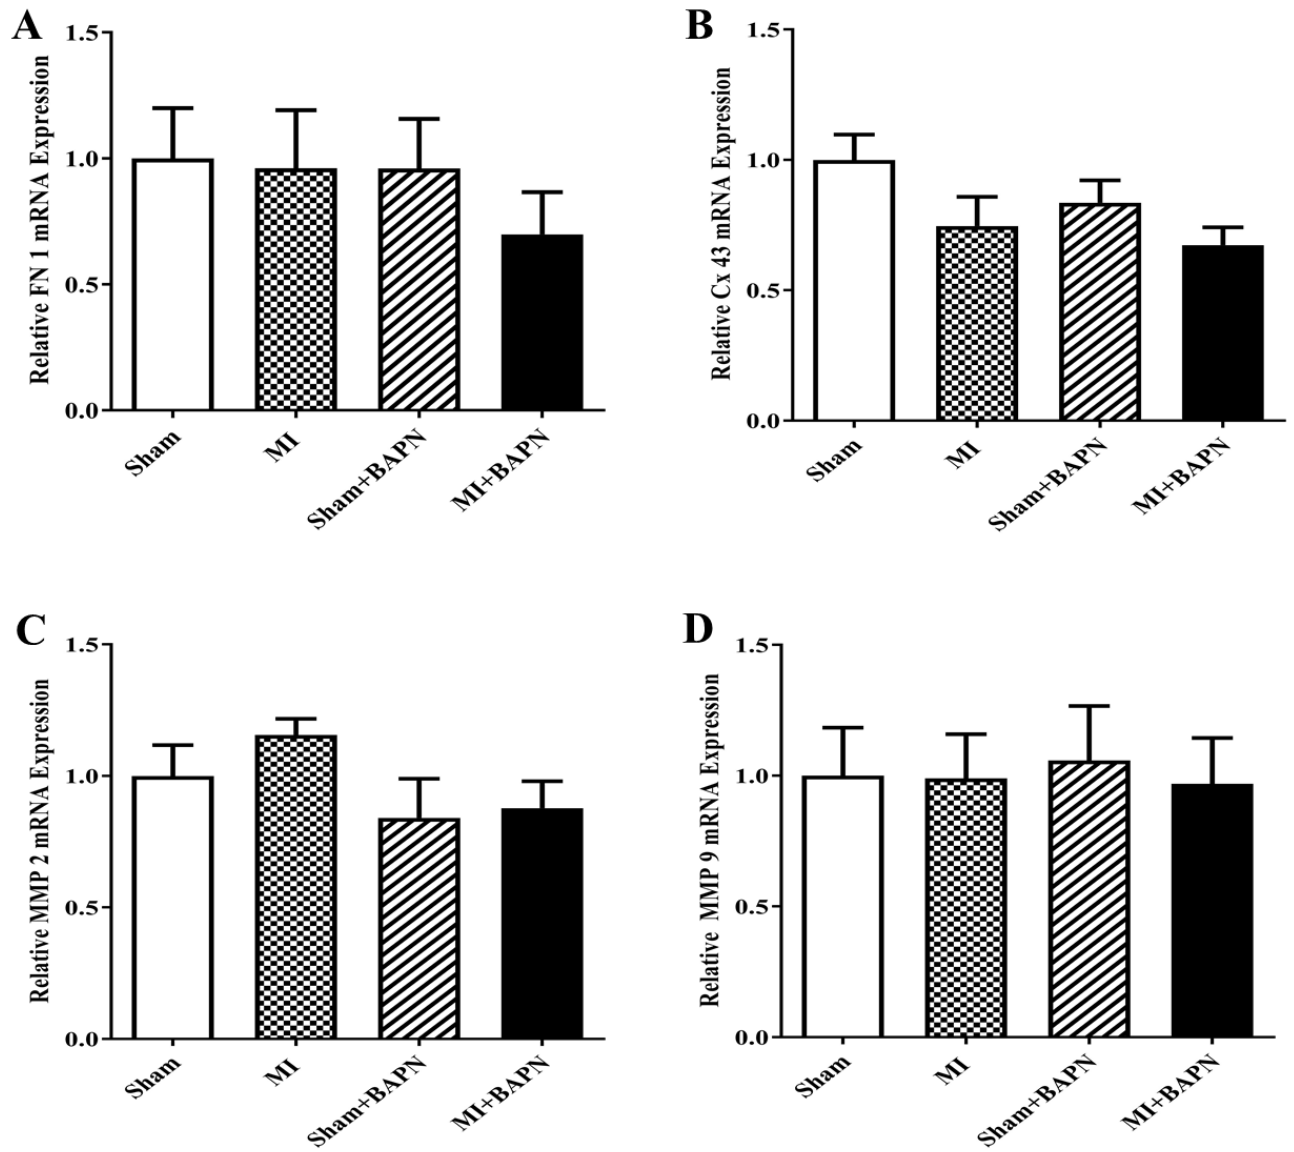 A
Relative FN 1 mRNA Expression
1.5
1.0
0.5
0.0
Sham
MI
Sham+BAPN
MI+BAPN
B
Relative Cx 43 mRNA Expression
1.5
1.0
0.5
0.0
Sham
MI
Sham+BAPN
MI+BAPN
C
Relative MMP 2 mRNA Expression
1.5
1.0
0.5
0.0
Sham
MI
Sham+BAPN
MI+BAPN
D
Relative MMP 9 mRNA Expression
1.5
1.0
0.5
0.0
Sham
MI
Sham+BAPN
MI+BAPN